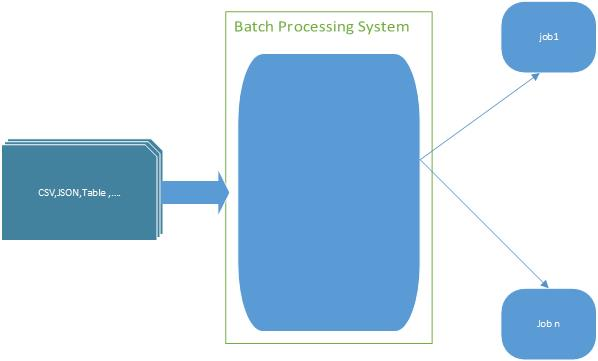 Batch Processing System
job1
CSV,JSON,Table ,....
Job n